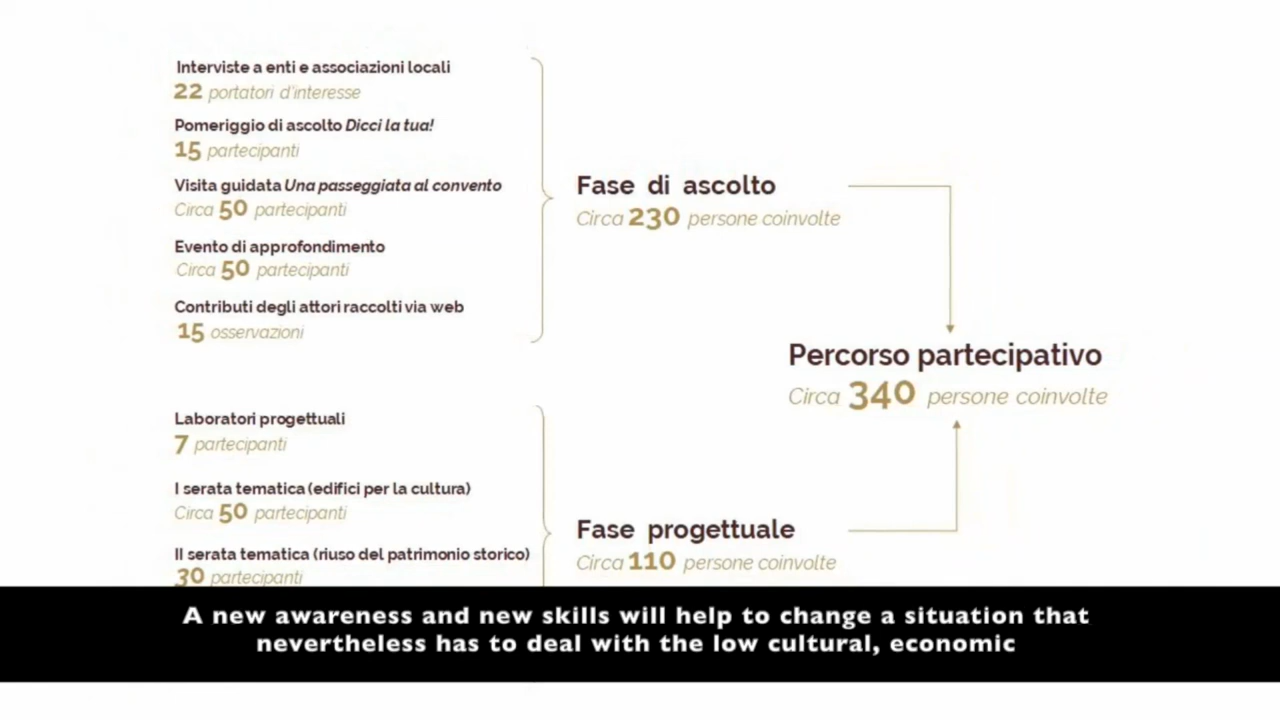 Interviste a enti e associazioni locali
22 portatori d'interesse
Pomeriggio di ascolto Dicci la tua!
15 partecipanti
Visita guidata Una passeggiata al convento
Circa 50 partecipanti
Evento di approfondimento
Circa 50 partecipanti
Contributi degli attori raccolti via web
15 osservazioni
Fase di ascolto
Circa 230 persone coinvolte
Percorso partecipativo
Circa 340 persone coinvolte
Laboratori progettuali
7 partecipanti
I serata tematica (edifici per la cultura)
Circa 50 partecipanti
II serata tematica (riuso del patrimonio storico)
30 partecipanti
Fase progettuale
Circa 110 persone coinvolte
A new awareness and new skills will help to change a situation that
nevertheless has to deal with the low cultural, economic